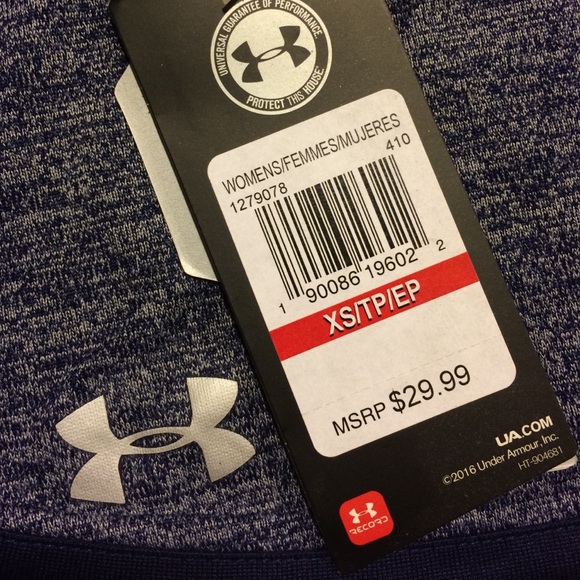 UNIVERSAL GUARANTEE OF PERFORMANCE
PROTECT THIS HOUSE
WOMENS/FEMMES/MUJERES
1279078 410
1 90086 19602 2
XS/TP/EP
MSRP $29.99
UA.COM
©2016 Under Armour, Inc.
HT-904681
RECORD